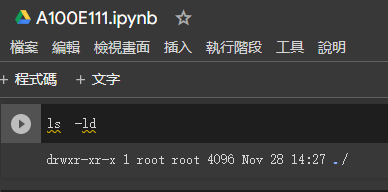 A100E111.ipynb
檔案 編輯 檢視畫面 插入 執行階段 工具 說明
+ 程式碼 + 文字
ls -ld
drwxr-xr-x 1 root root 4096 Nov 28 14:27 ./